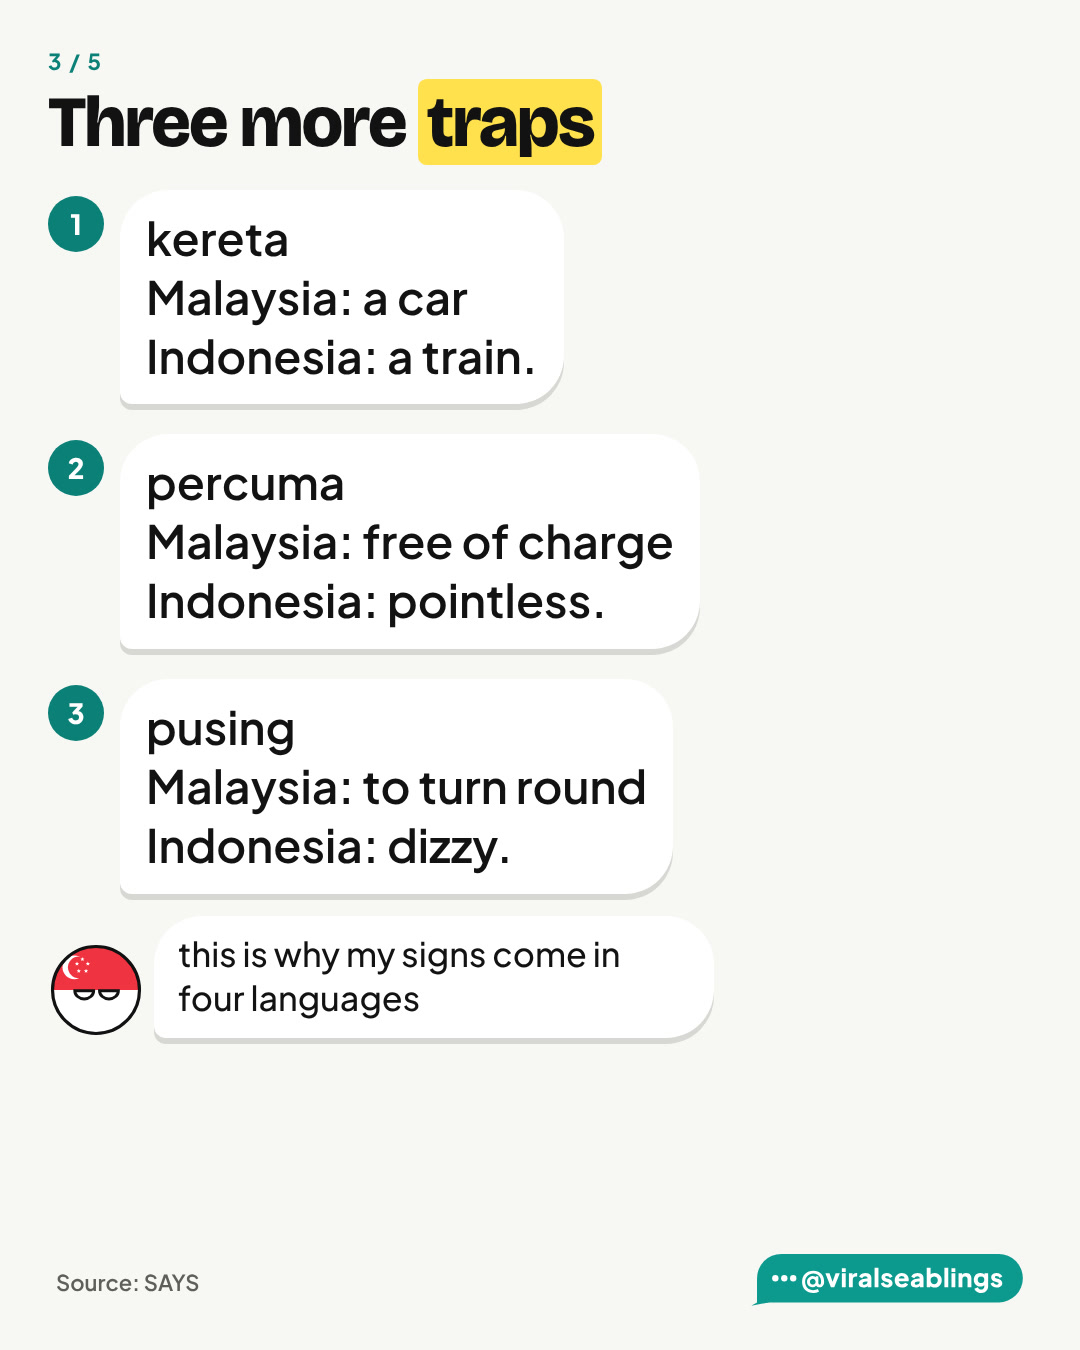 3 / 5
Three more traps
1
kereta
Malaysia: a car
Indonesia: a train.
2
percuma
Malaysia: free of charge
Indonesia: pointless.
3
pusing
Malaysia: to turn round
Indonesia: dizzy.
this is why my signs come in
four languages
Source: SAYS
@viralseablings